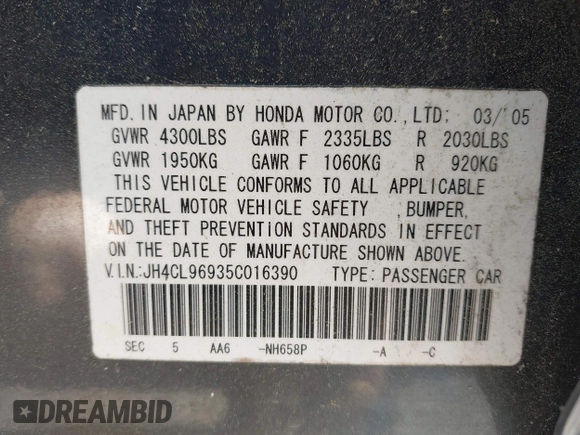 MFD. IN JAPAN BY HONDA MOTOR CO., LTD: 03/'05
GVWR 4300LBS GAWR F 2335LBS R 2030LBS
GVWR 1950KG GAWR F 1060KG R 920KG
THIS VEHICLE CONFORMS TO ALL APPLICABLE
FEDERAL MOTOR VEHICLE SAFETY , BUMPER,
AND THEFT PREVENTION STANDARDS IN EFFECT
ON THE DATE OF MANUFACTURE SHOWN ABOVE.
V.I.N:JH4CL96935C016390 TYPE: PASSENGER CAR
SEC 5 AA6 -NH658P -A -C
DREAMBID